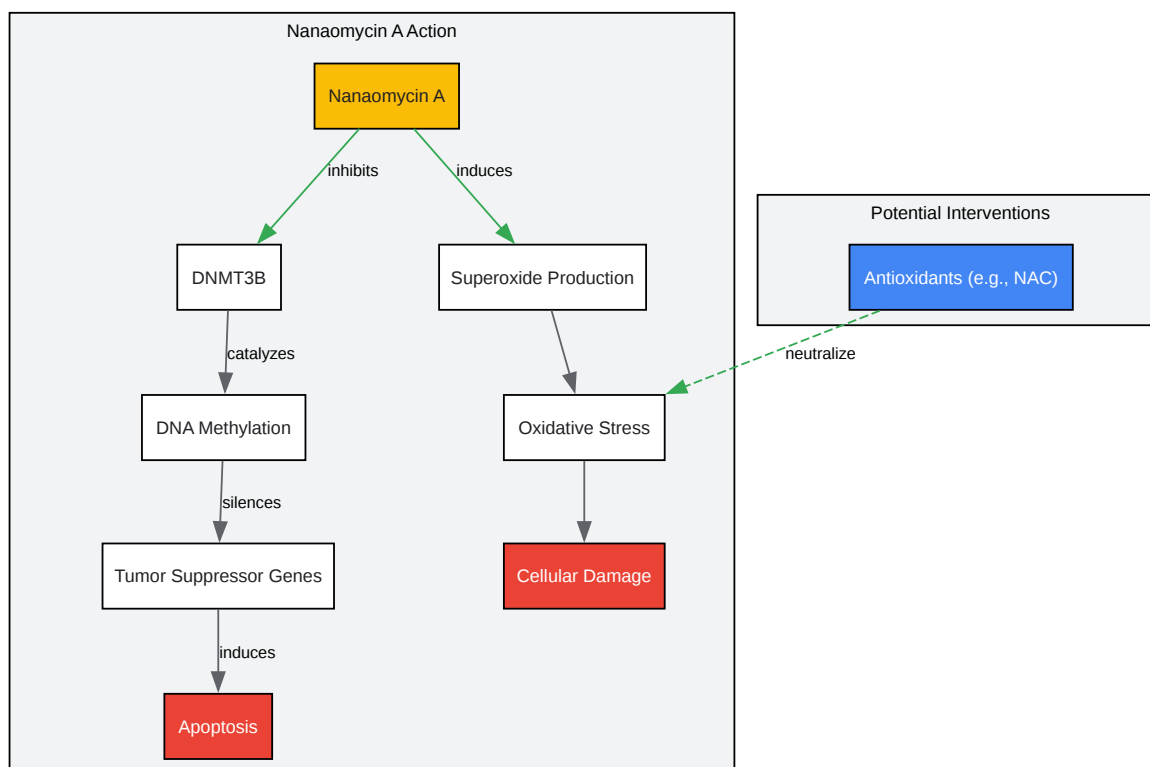 Nanaomycin A Action
Nanaomycin A
inhibits
induces
Potential Interventions
DNMT3B
Superoxide Production
Antioxidants (e.g., NAC)
catalyzes
neutralize
DNA Methylation
Oxidative Stress
silences
Tumor Suppressor Genes
Cellular Damage
induces
Apoptosis